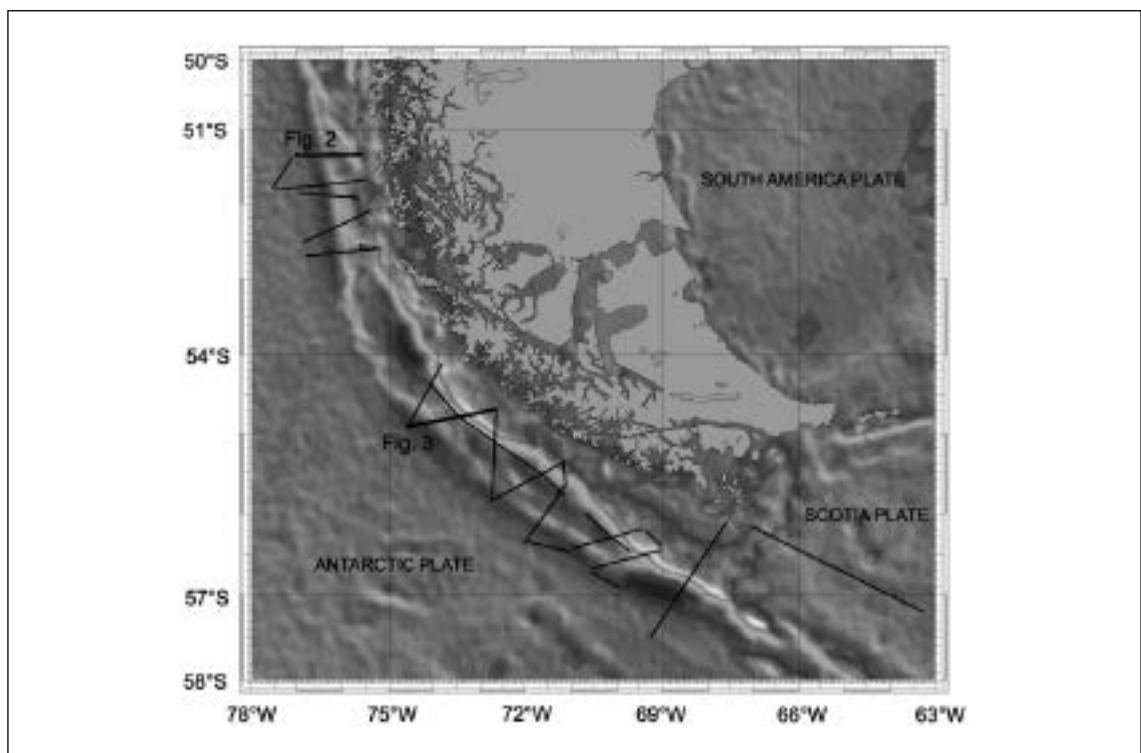 50°S
51°S
Fig. 2
SOUTH AMERICA PLATE
54°S
Fig. 3
SCOTIA PLATE
ANTARCTIC PLATE
57°S
58°S
78°W 75°W 72°W 69°W 66°W 63°W